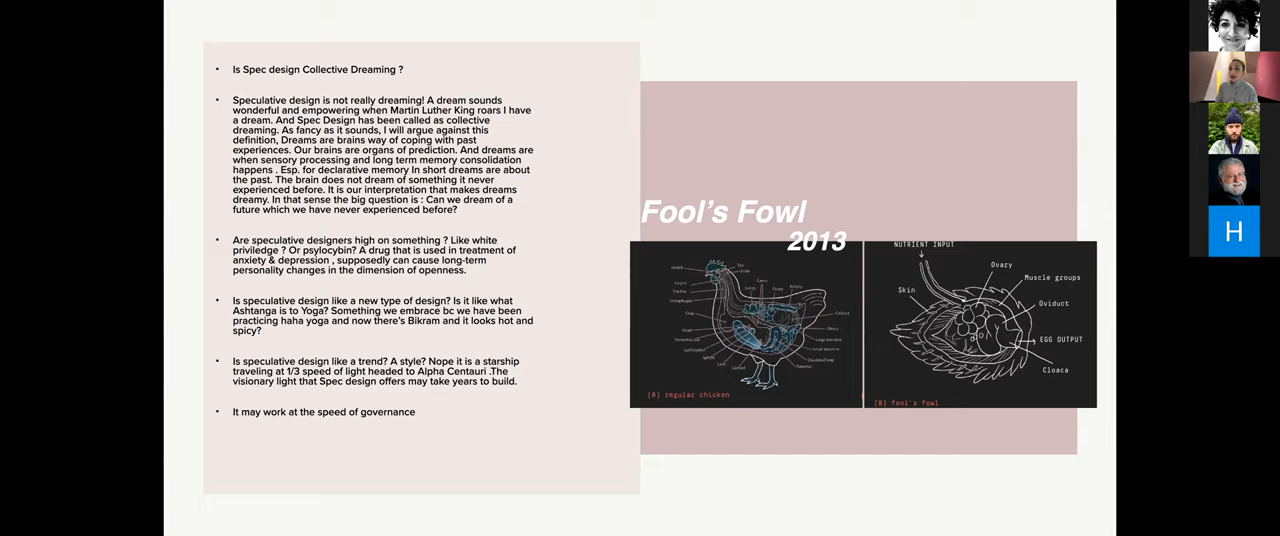 • Is Spec design Collective Dreaming ?
• Speculative design is not really dreaming! A dream sounds
wonderful and empowering when Martin Luther King roars I have
a dream. And Spec Design has been called as collective
dreaming. As fancy as it sounds, I will argue against this
definition, Dreams are brains way of coping with past
experiences. Our brains are organs of prediction. And dreams are
when sensory processing and long term memory consolidation
happens . Esp. for declarative memory In short dreams are about
the past. The brain does not dream of something it never
experienced before. It is our interpretation that makes dreams
dreamy. In that sense the big question is : Can we dream of a
future which we have never experienced before?
• Are speculative designers high on something ? Like white
priviledge ? Or psylocybin? A drug that is used in treatment of
anxiety & depression , supposedly can cause long-term
personality changes in the dimension of openness.
• Is speculative design like a new type of design? Is it like what
Ashtanga is to Yoga? Something we embrace bc we have been
practicing haha yoga and now there's Bikram and it looks hot and
spicy?
• Is speculative design like a trend? A style? Nope it is a starship
traveling at 1/3 speed of light headed to Alpha Centauri .The
visionary light that Spec design offers may take years to build.
• It may work at the speed of governance
Fool's Fowl
2013
(A) regular chicken
NUTRIENT INPUT
Ovary
Muscle groups
Skin
Oviduct
EGG OUTPUT
Cloaca
(B) fool's fowl
H